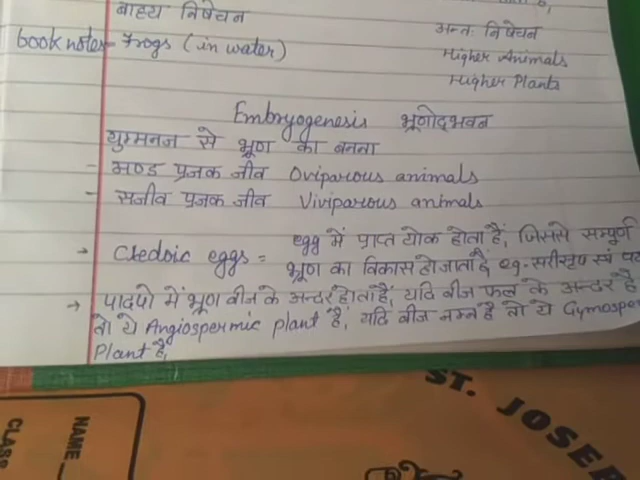 बाह्य निषेचन
अन्तः निषेचन
book notes- Frogs (in water)
Higher Animals
Higher Plants
Embryogenesis भ्रूणोद्भवन
युग्मनज से भ्रूण का बनना
- अण्ड प्रजक जीव Oviparous animals
- सजीव प्रजक जीव Viviparous animals
→ Cledoic eggs = egg में प्राप्त योक होता हैं, जिससे सम्पूर्ण
भ्रूण का विकास हो जाता हैं eg-सरीसृप एवं
→ पादपो में भ्रूण बीज के अन्दर होता हैं, यदि बीज फल के अन्दर है
तो ये Angiospermic plant हैं, यदि बीज नग्न है तो ये Gymosper
Plant हैं,
ST. JOSE
NAME
CLASS